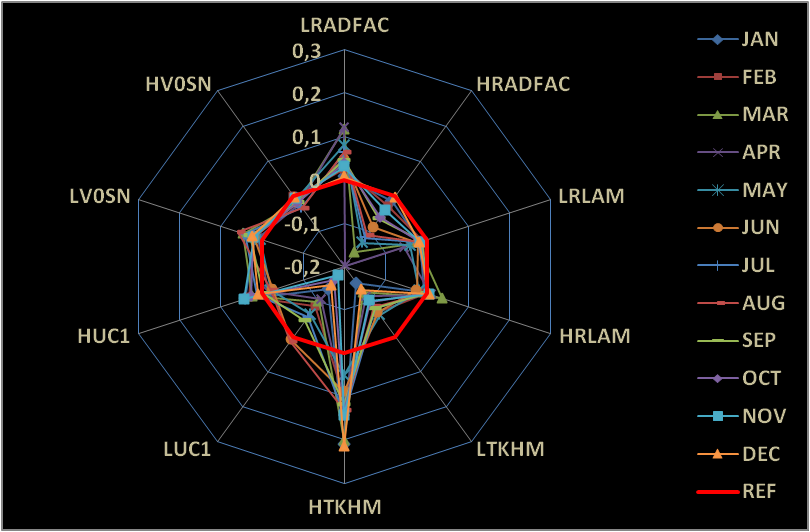 LRADFAC
HRADFAC
LRLAM
HRLAM
LTKHM
HTKHM
LUC1
HUC1
LV0SN
HV0SN
0,3
0,2
0,1
0
-0,1
-0,2
JAN
FEB
MAR
APR
MAY
JUN
JUL
AUG
SEP
OCT
NOV
DEC
REF